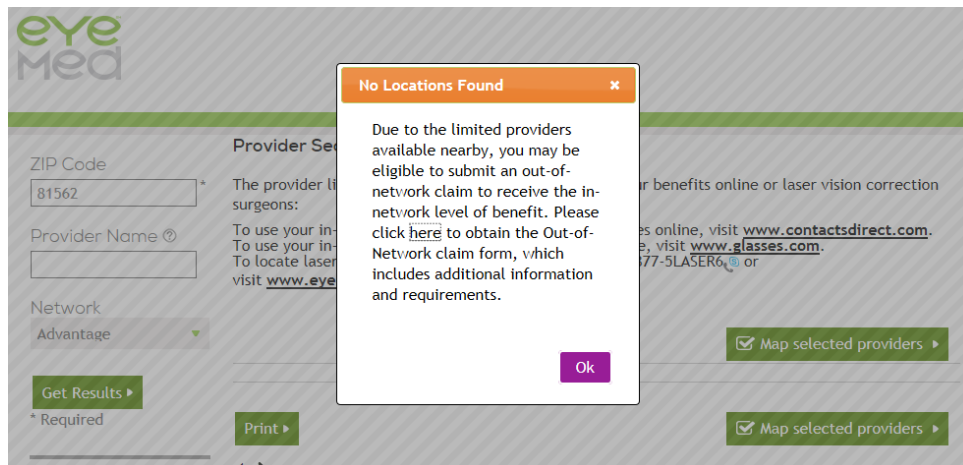 eye
med
No Locations Found ×
Due to the limited providers
available nearby, you may be
eligible to submit an out-of-
network claim to receive the in-
network level of benefit. Please
click here to obtain the Out-of-
Network claim form, which
includes additional information
and requirements.
Ok
ZIP Code
81562 *
Provider Name
Network
Advantage
Get Results
* Required
Provider Se
The provider li
r benefits online or laser vision correction
surgeons:
To use your in-
es online, visit www.contactsdirect.com.
To use your in-
e, visit www.glasses.com.
To locate laser
877-5LASER6 or
visit www.eye
Map selected providers
Print
Map selected providers